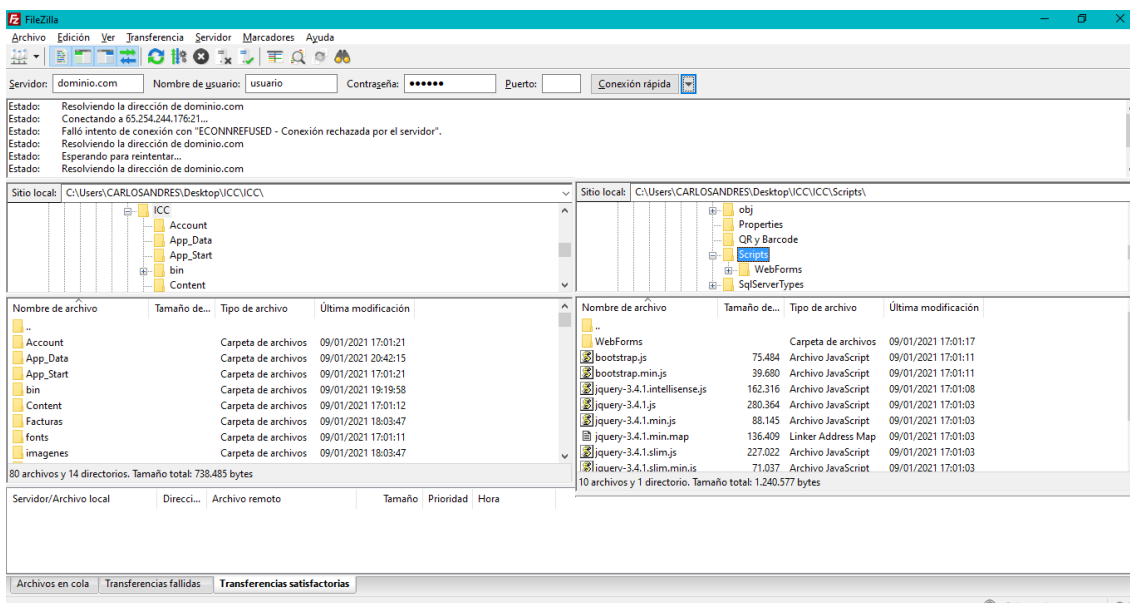 FileZilla
Archivo Edición Ver Transferencia Servidor Marcadores Ayuda
Servidor: dominio.com Nombre de usuario: usuario Contraseña: ●●●●●● Puerto: Conexión rápida
Estado: Resolviendo la dirección de dominio.com
Estado: Conectando a 65.254.244.176:21...
Estado: Falló intento de conexión con "ECONNREFUSED - Conexión rechazada por el servidor".
Estado: Resolviendo la dirección de dominio.com
Estado: Esperando para reintentar...
Estado: Resolviendo la dirección de dominio.com
Sitio local: C:\Users\CARLOSANDRES\Desktop\ICC\ICC\
ICC
Account
App_Data
App_Start
bin
Content
Nombre de archivo Tamaño de... Tipo de archivo Última modificación
..
Account Carpeta de archivos 09/01/2021 17:01:21
App_Data Carpeta de archivos 09/01/2021 20:42:15
App_Start Carpeta de archivos 09/01/2021 17:01:21
bin Carpeta de archivos 09/01/2021 19:19:58
Content Carpeta de archivos 09/01/2021 17:01:12
Facturas Carpeta de archivos 09/01/2021 18:03:47
fonts Carpeta de archivos 09/01/2021 17:01:11
imagenes Carpeta de archivos 09/01/2021 18:03:47
80 archivos y 14 directorios. Tamaño total: 738.485 bytes
Sitio local: C:\Users\CARLOSANDRES\Desktop\ICC\ICC\Scripts\
obj
Properties
QR y Barcode
Scripts
WebForms
SqlServerTypes
Nombre de archivo Tamaño de... Tipo de archivo Última modificación
..
WebForms Carpeta de archivos 09/01/2021 17:01:17
bootstrap.js 75.484 Archivo JavaScript 09/01/2021 17:01:11
bootstrap.min.js 39.680 Archivo JavaScript 09/01/2021 17:01:11
jquery-3.4.1.intellisense.js 162.316 Archivo JavaScript 09/01/2021 17:01:08
jquery-3.4.1.js 280.364 Archivo JavaScript 09/01/2021 17:01:03
jquery-3.4.1.min.js 88.145 Archivo JavaScript 09/01/2021 17:01:03
jquery-3.4.1.min.map 136.409 Linker Address Map 09/01/2021 17:01:03
jquery-3.4.1.slim.js 227.022 Archivo JavaScript 09/01/2021 17:01:03
jquery-3.4.1.slim.min.js 71.037 Archivo JavaScript 09/01/2021 17:01:03
10 archivos y 1 directorio. Tamaño total: 1.240.577 bytes
Servidor/Archivo local Direcci... Archivo remoto Tamaño Prioridad Hora
Archivos en cola Transferencias fallidas Transferencias satisfactorias